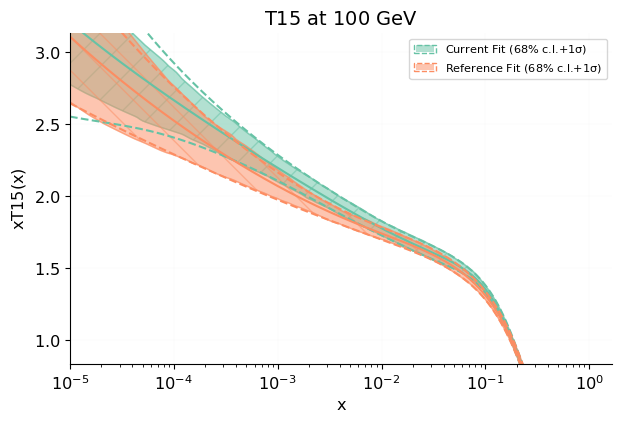 T15 at 100 GeV
Current Fit (68% c.l.+1σ)
Reference Fit (68% c.l.+1σ)
xT15(x)
3.0
2.5
2.0
1.5
1.0
10⁻⁵ 10⁻⁴ 10⁻³ 10⁻² 10⁻¹ 10⁰
x